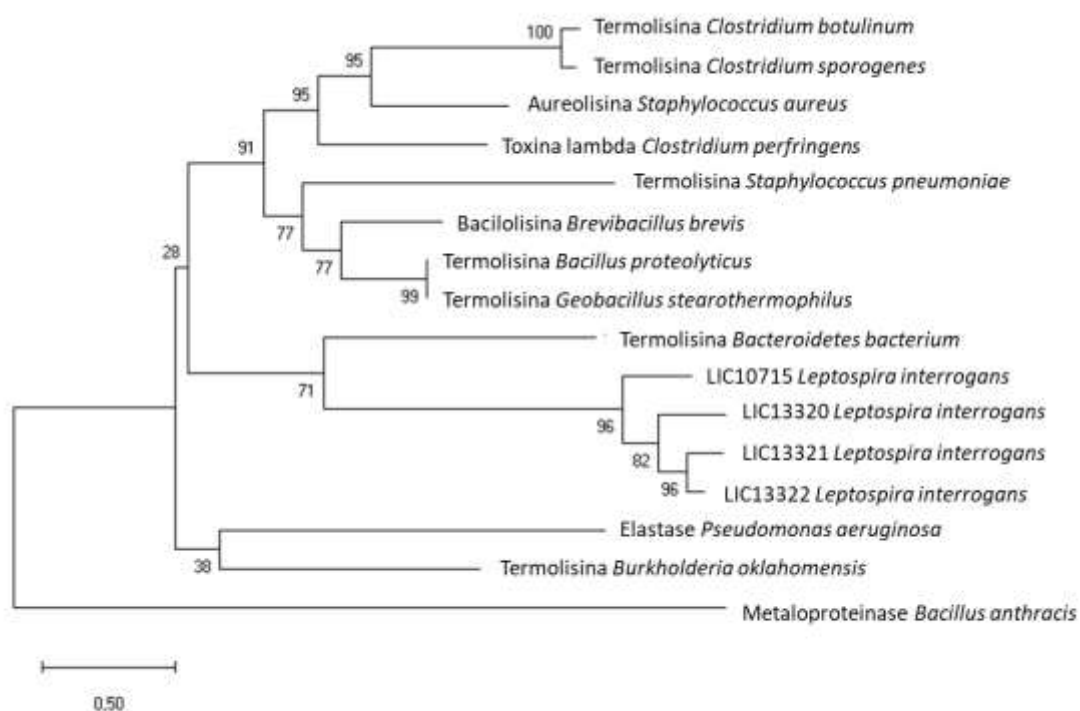 100
Termolisina Clostridium botulinum
Termolisina Clostridium sporogenes
95
95
Aureolisina Staphylococcus aureus
91
Toxina lambda Clostridium perfringens
Termolisina Staphylococcus pneumoniae
77
Bacilolisina Brevibacillus brevis
28
77
Termolisina Bacillus proteolyticus
99
Termolisina Geobacillus stearothermophilus
Termolisina Bacteroidetes bacterium
71
LIC10715 Leptospira interrogans
96
LIC13320 Leptospira interrogans
82
LIC13321 Leptospira interrogans
96
LIC13322 Leptospira interrogans
Elastase Pseudomonas aeruginosa
38
Termolisina Burkholderia oklahomensis
Metaloproteinase Bacillus anthracis
0.50